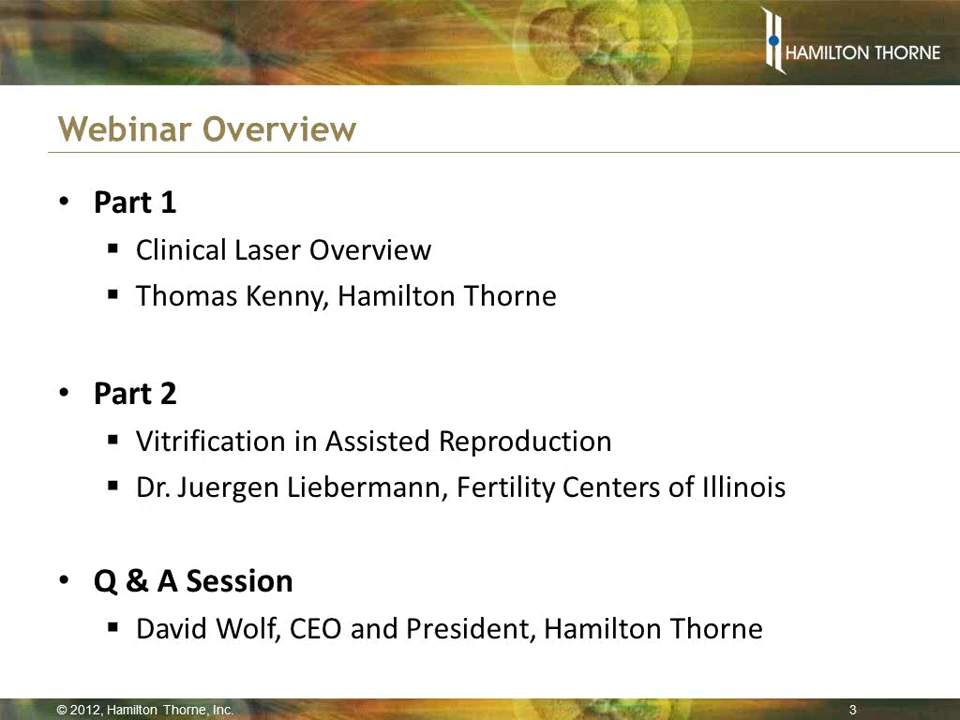 HAMILTON THORNE
Webinar Overview
• Part 1
▪ Clinical Laser Overview
▪ Thomas Kenny, Hamilton Thorne
• Part 2
▪ Vitrification in Assisted Reproduction
▪ Dr. Juergen Liebermann, Fertility Centers of Illinois
• Q & A Session
▪ David Wolf, CEO and President, Hamilton Thorne
© 2012, Hamilton Thorne, Inc. 3